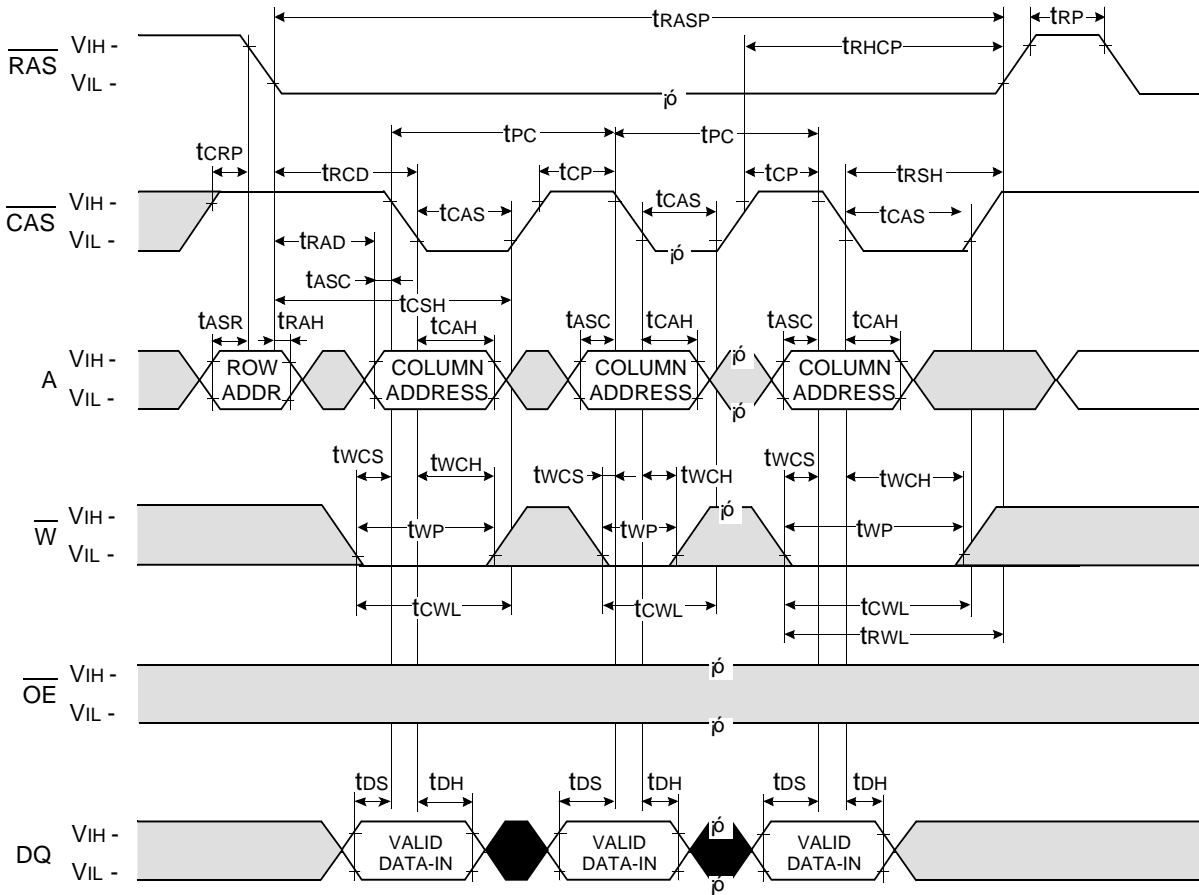 tRASP tRP
tRHCP
RAS VIH -
VIL -
¡ó
tPC tPC
tCRP tRCD tCP tCP tRSH
CAS VIH -
VIL -
tCAS tCAS tCAS
¡ó
tRAD
tASC tCSH
tASR tRAH tCAH tASC tCAH tASC tCAH
A VIH -
VIL -
ROW
ADDR
COLUMN
ADDRESS
COLUMN
ADDRESS
¡ó
¡ó
COLUMN
ADDRESS
tWCS tWCH tWCS tWCH tWCS tWCH
W VIH -
VIL -
tWP tWP ¡ó tWP
tCWL tCWL tCWL
tRWL
OE VIH -
VIL -
¡ó
¡ó
tDS tDH tDS tDH tDS tDH
DQ VIH -
VIL -
VALID
DATA-IN
VALID
DATA-IN
¡ó
¡ó
VALID
DATA-IN